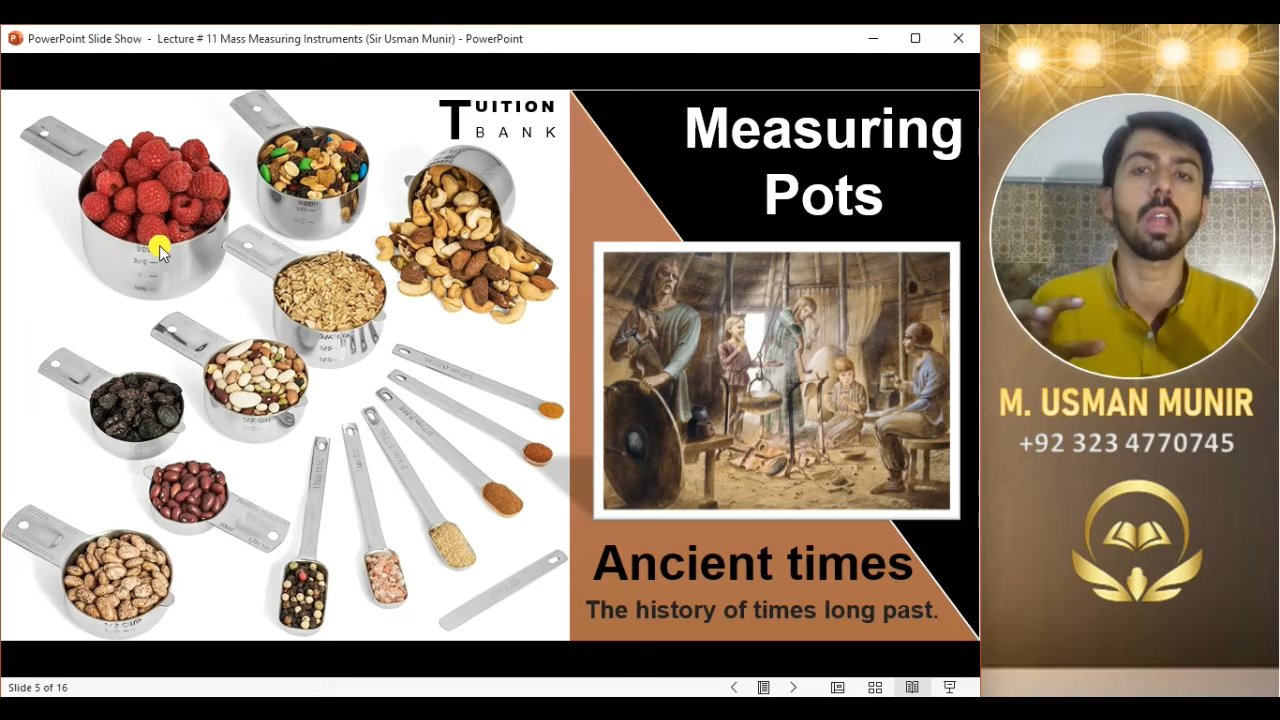 PowerPoint Slide Show - Lecture # 11 Mass Measuring Instruments (Sir Usman Munir) - PowerPoint
TUITION
BANK
Measuring
Pots
Ancient times
The history of times long past.
M. USMAN MUNIR
+92 323 4770745
Slide 5 of 16